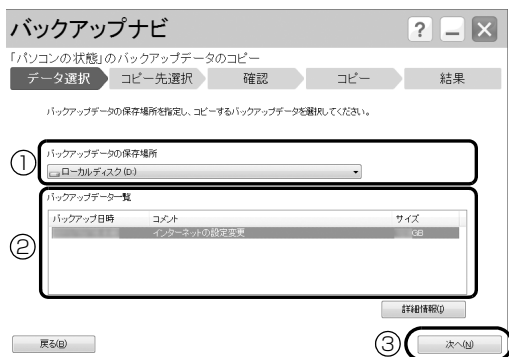 バックアップナビ
? _ X
「パソコンの状態」のバックアップデータのコピー
データ選択 コピー先選択 確認 コピー 結果
バックアップデータの保存場所を指定し、コピーするバックアップデータを選択してください。
①
バックアップデータの保存場所
ローカルディスク(D:)
②
バックアップデータ一覧
バックアップ日時 コメント サイズ
インターネットの設定変更 GB
詳細情報(I)
戻る(B)
③
次へ(N)